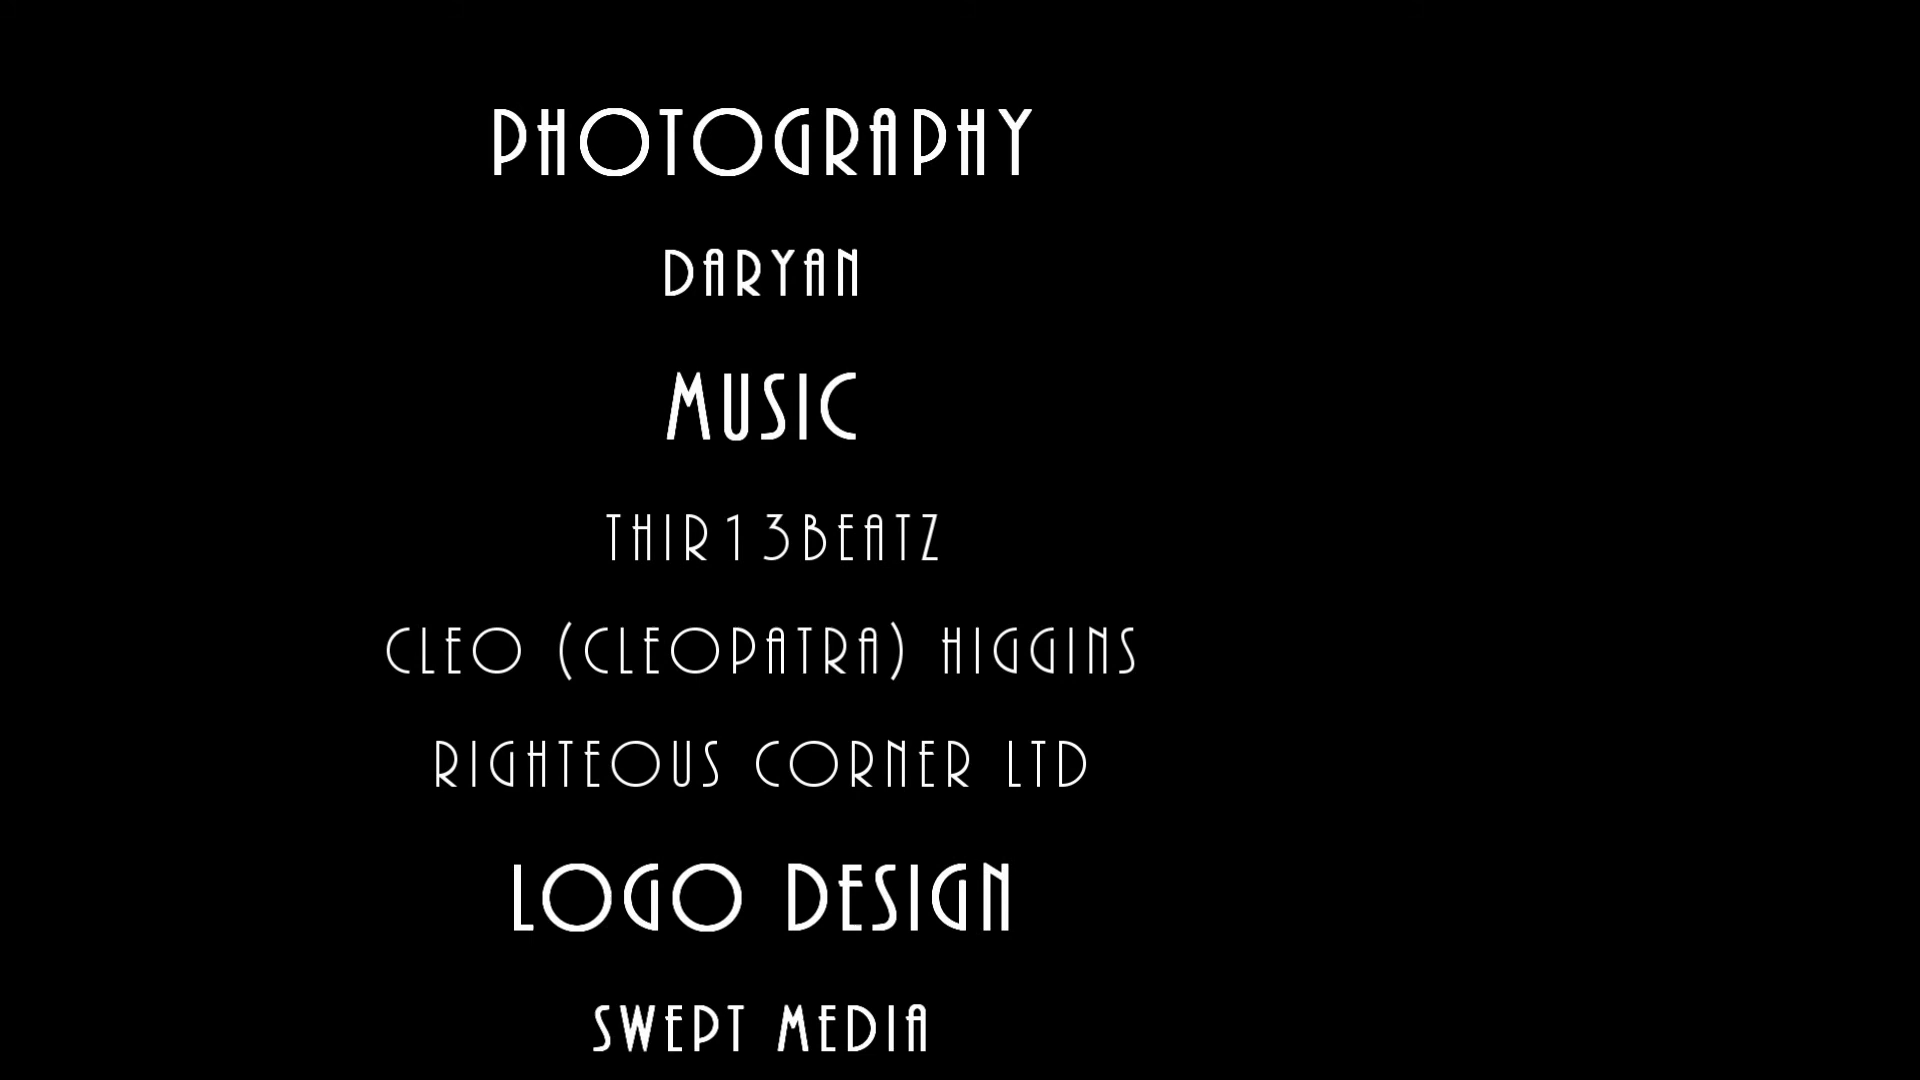 PHOTOGRAPHY
DARYAN
MUSIC
THIR13BEATZ
CLEO (CLEOPATRA) HIGGINS
RIGHTEOUS CORNER LTD
LOGO DESIGN
SWEPT MEDIA